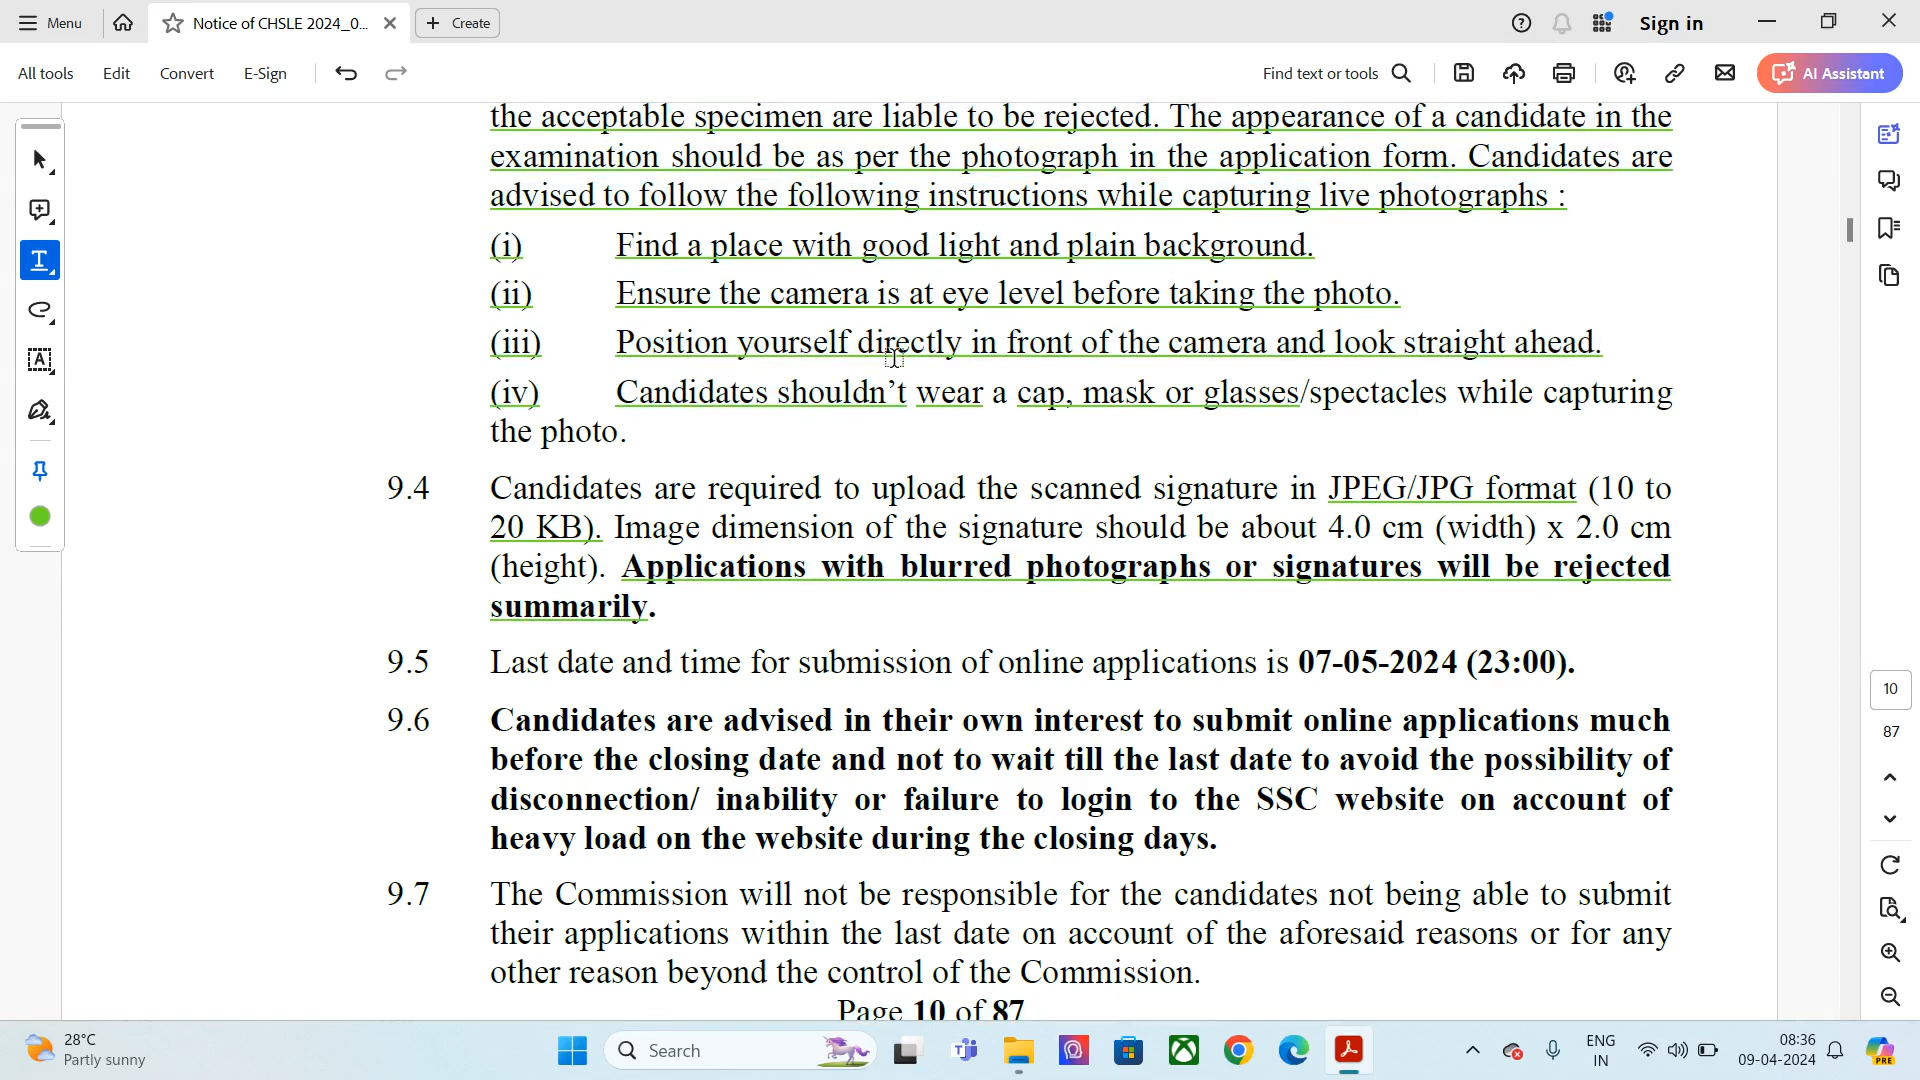 Menu
Notice of CHSLE 2024_0...
Create
Sign in
All tools
Edit
Convert
E-Sign
Find text or tools
AI Assistant
the acceptable specimen are liable to be rejected. The appearance of a candidate in the
examination should be as per the photograph in the application form. Candidates are
advised to follow the following instructions while capturing live photographs :
(i) Find a place with good light and plain background.
(ii) Ensure the camera is at eye level before taking the photo.
(iii) Position yourself directly in front of the camera and look straight ahead.
(iv) Candidates shouldn’t wear a cap, mask or glasses/spectacles while capturing
the photo.
9.4 Candidates are required to upload the scanned signature in JPEG/JPG format (10 to
20 KB). Image dimension of the signature should be about 4.0 cm (width) x 2.0 cm
(height). Applications with blurred photographs or signatures will be rejected
summarily.
9.5 Last date and time for submission of online applications is 07-05-2024 (23:00).
9.6 Candidates are advised in their own interest to submit online applications much
before the closing date and not to wait till the last date to avoid the possibility of
disconnection/ inability or failure to login to the SSC website on account of
heavy load on the website during the closing days.
9.7 The Commission will not be responsible for the candidates not being able to submit
their applications within the last date on account of the aforesaid reasons or for any
other reason beyond the control of the Commission.
Page 10 of 87
10
87
28°C
Partly sunny
Search
ENG
IN
08:36
09-04-2024
PRE